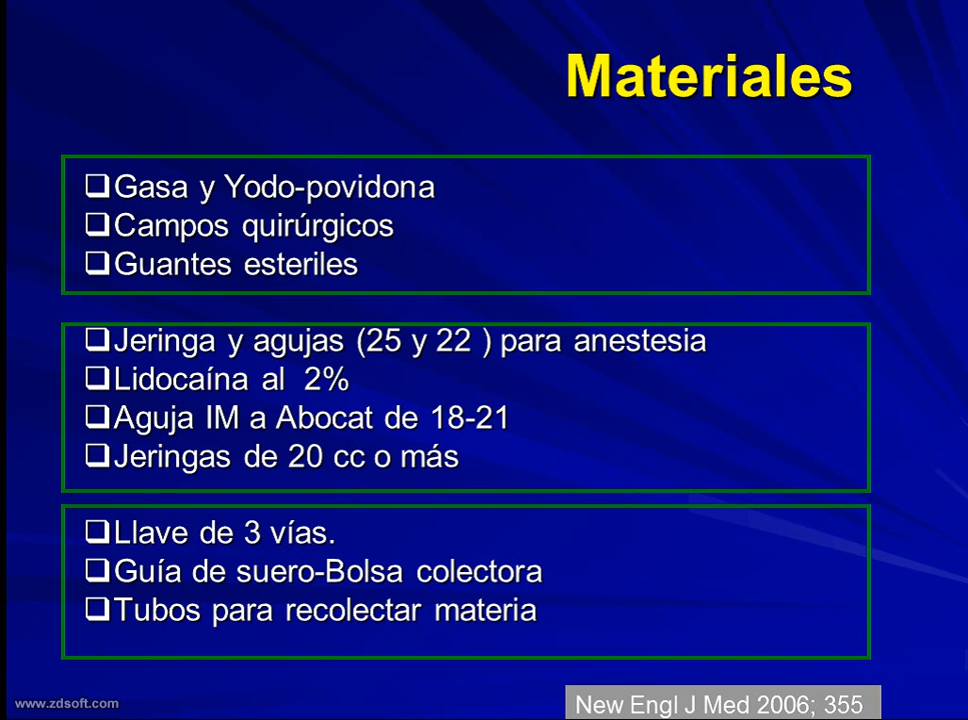 Materiales
❑Gasa y Yodo-povidona
❑Campos quirúrgicos
❑Guantes esteriles
❑Jeringa y agujas (25 y 22 ) para anestesia
❑Lidocaína al 2%
❑Aguja IM a Abocat de 18-21
❑Jeringas de 20 cc o más
❑Llave de 3 vías.
❑Guía de suero-Bolsa colectora
❑Tubos para recolectar materia
www.zdsoft.com
New Engl J Med 2006; 355